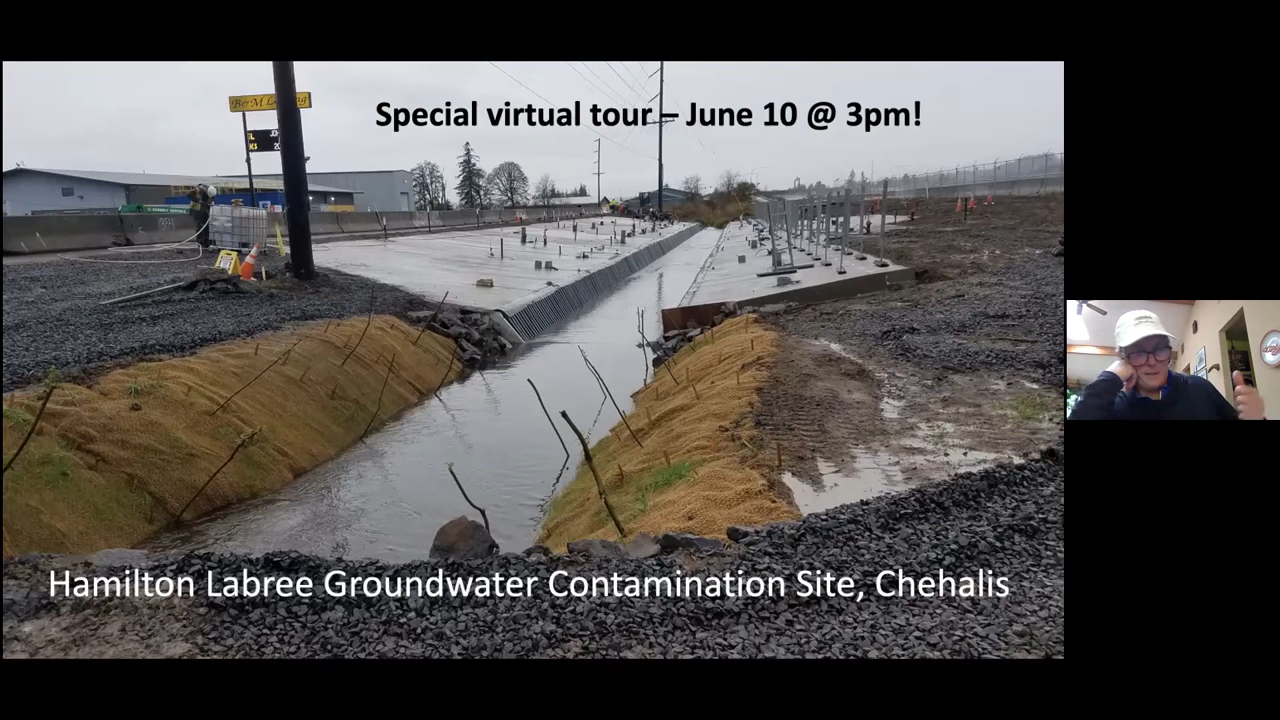 Special virtual tour – June 10 @ 3pm!
Hamilton Labree Groundwater Contamination Site, Chehalis